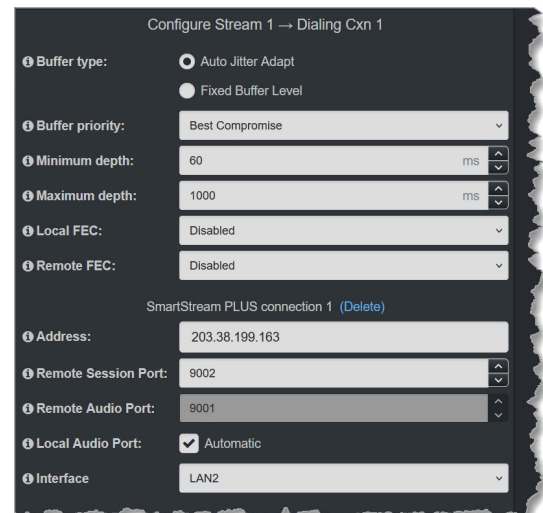 Configure Stream 1 → Dialing Cxn 1
Buffer type: Auto Jitter Adapt
Fixed Buffer Level
Buffer priority: Best Compromise
Minimum depth: 60 ms
Maximum depth: 1000 ms
Local FEC: Disabled
Remote FEC: Disabled
SmartStream PLUS connection 1 (Delete)
Address: 203.38.199.163
Remote Session Port: 9002
Remote Audio Port: 9001
Local Audio Port: Automatic
Interface LAN2